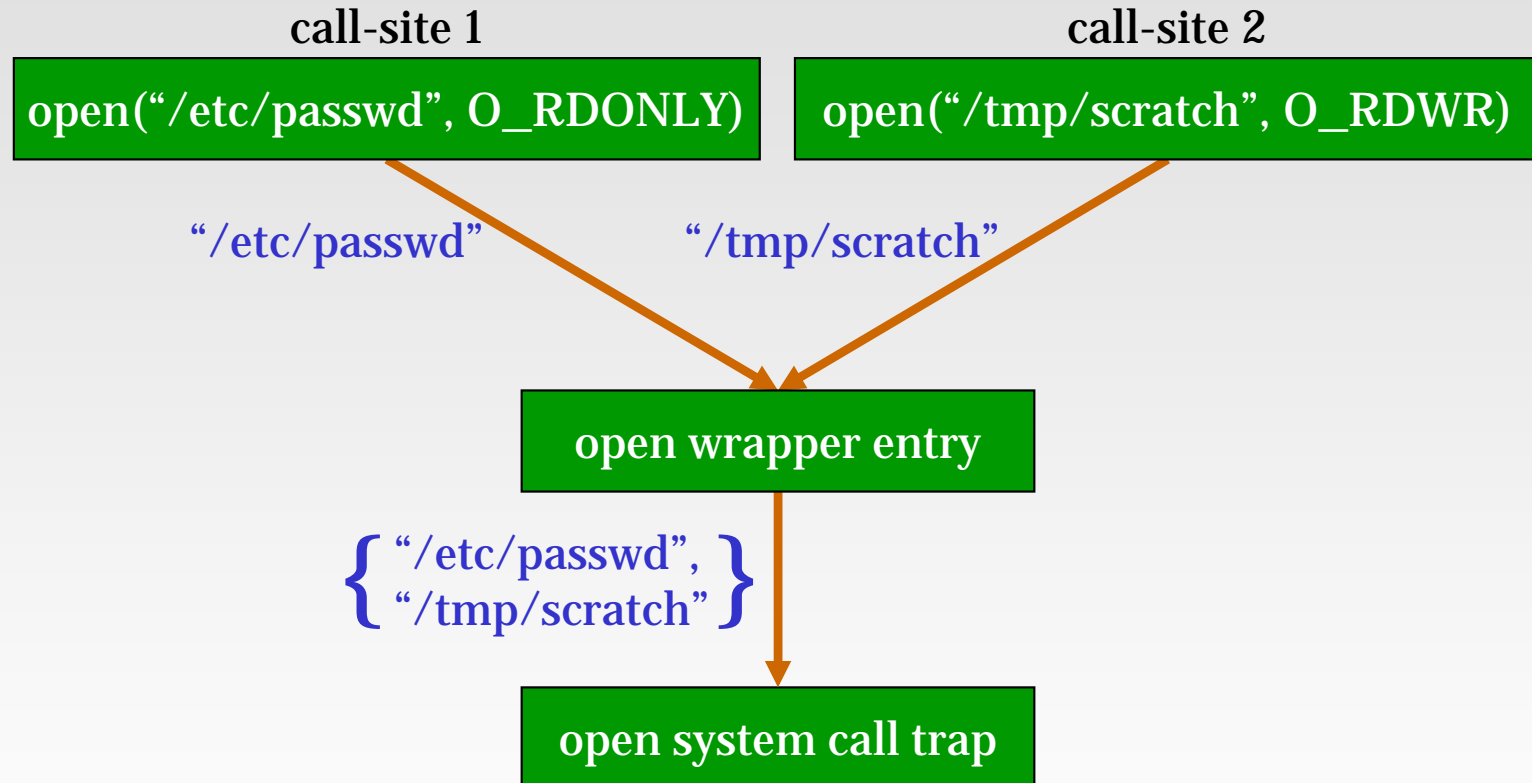 call-site 1
call-site 2
open(“/etc/passwd”, O_RDONLY)
open(“/tmp/scratch”, O_RDWR)
“/etc/passwd”
“/tmp/scratch”
open wrapper entry
{ “/etc/passwd”,
“/tmp/scratch” }
open system call trap